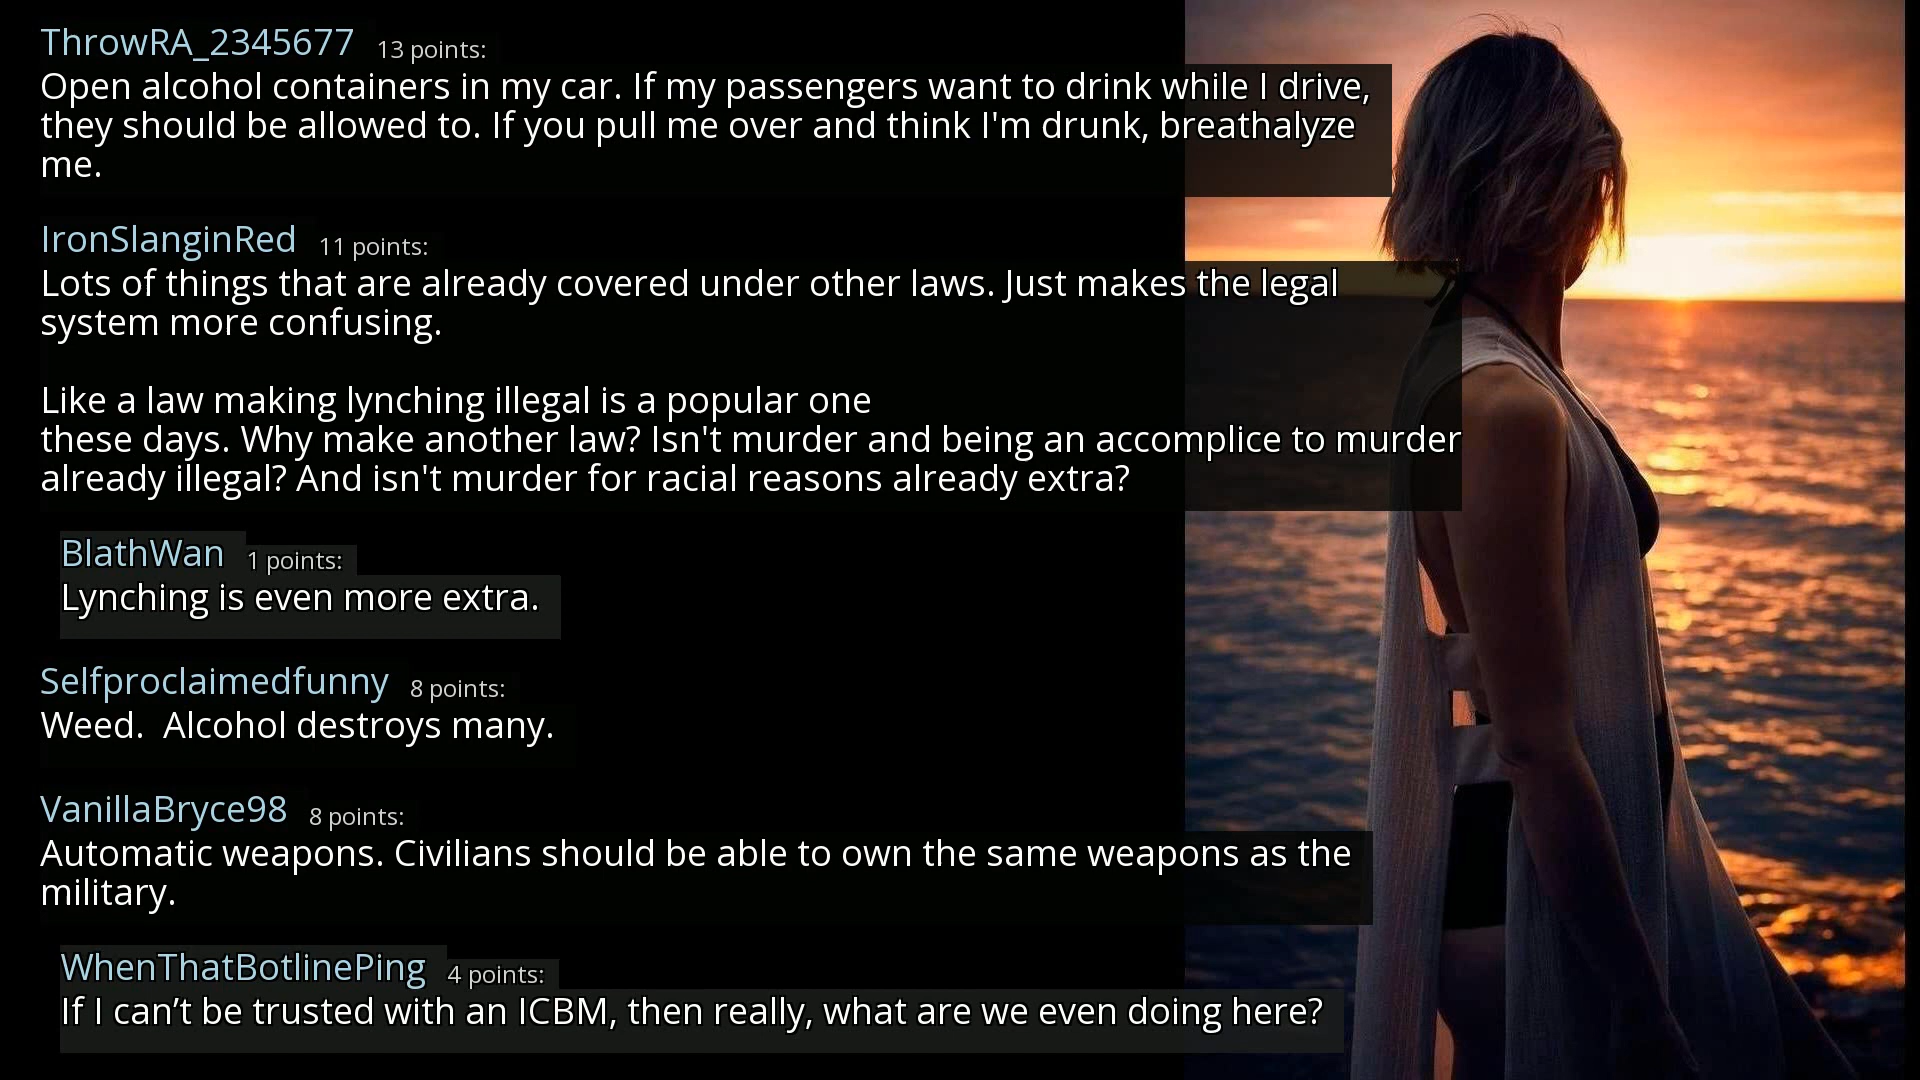 ThrowRA_2345677 13 points:
Open alcohol containers in my car. If my passengers want to drink while I drive,
they should be allowed to. If you pull me over and think I'm drunk, breathalyze
me.
IronSlanginRed 11 points:
Lots of things that are already covered under other laws. Just makes the legal
system more confusing.
Like a law making lynching illegal is a popular one
these days. Why make another law? Isn't murder and being an accomplice to murder
already illegal? And isn't murder for racial reasons already extra?
BlathWan 1 points:
Lynching is even more extra.
Selfproclaimedfunny 8 points:
Weed.  Alcohol destroys many.
VanillaBryce98 8 points:
Automatic weapons. Civilians should be able to own the same weapons as the
military.
WhenThatBotlinePing 4 points:
If I can’t be trusted with an ICBM, then really, what are we even doing here?